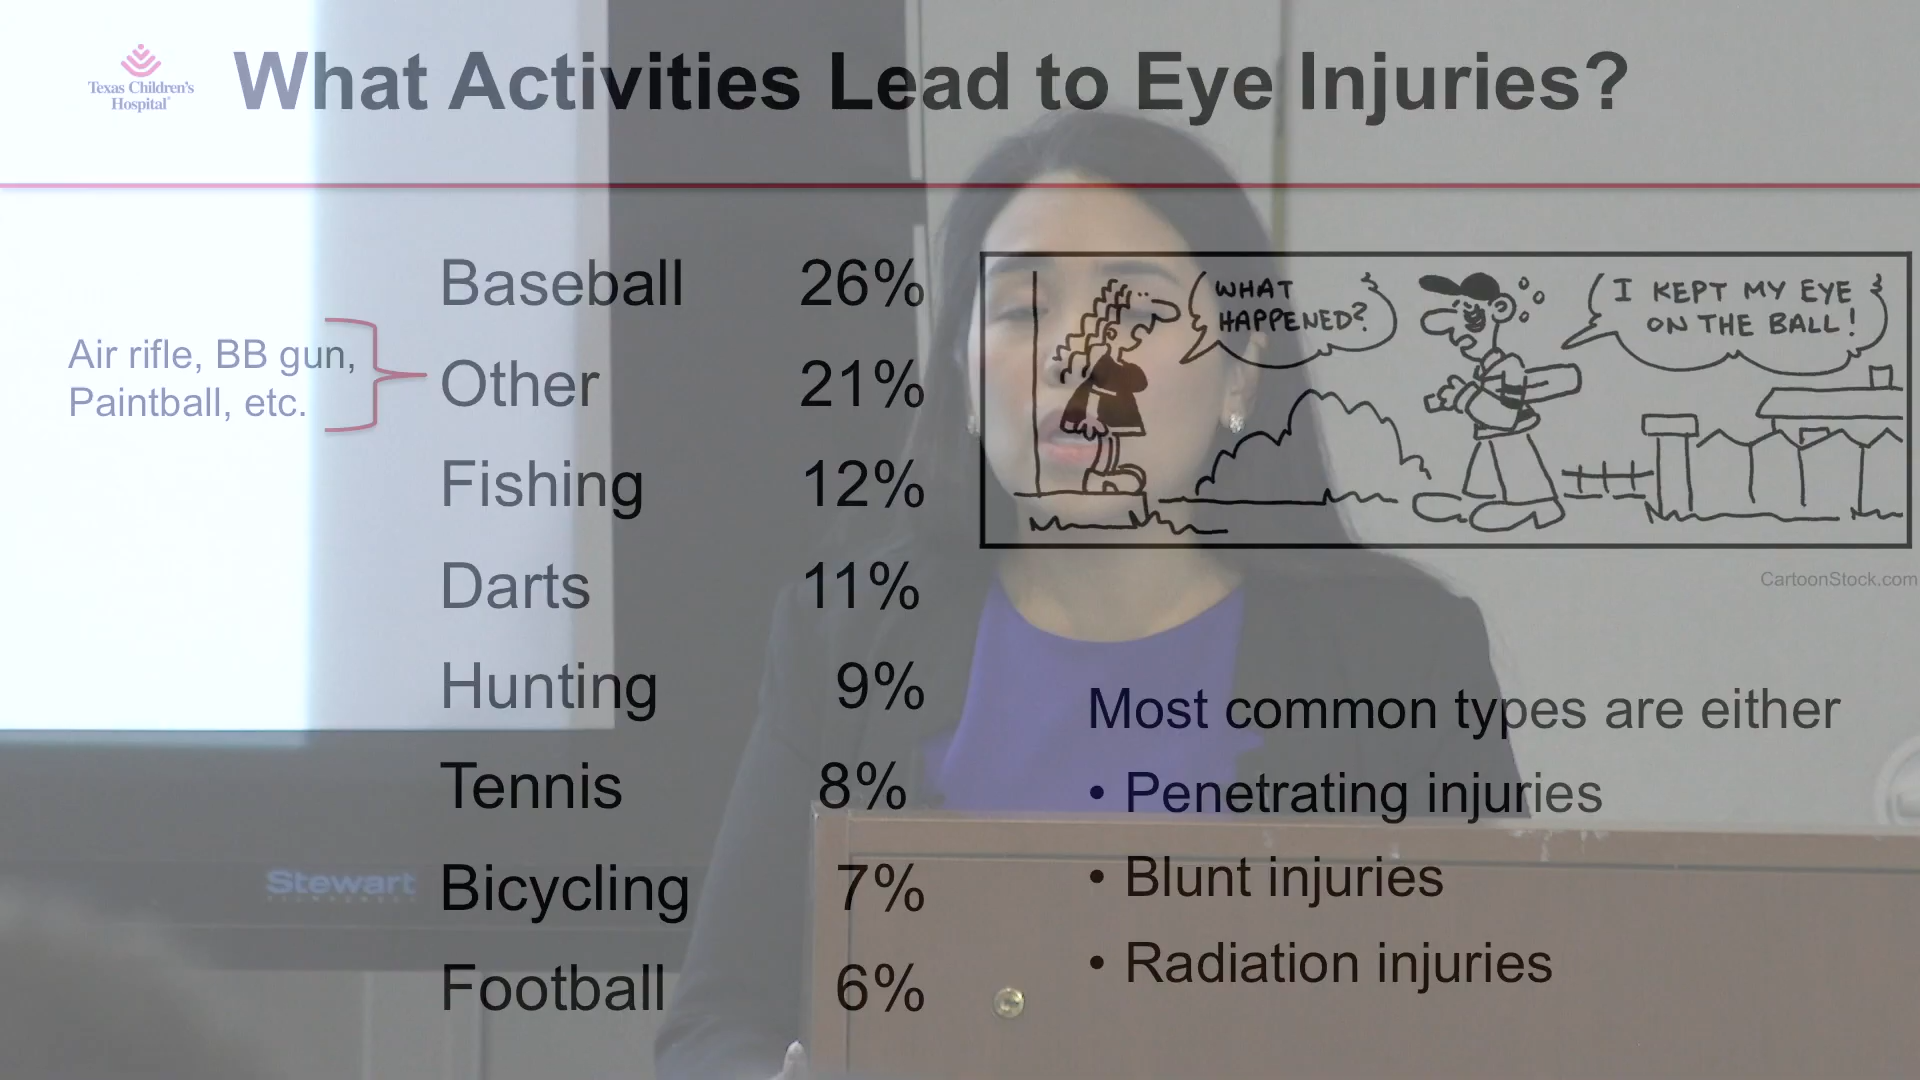 Texas Children's
Hospital
What Activities Lead to Eye Injuries?
Baseball 26%
Air rifle, BB gun,
Paintball, etc.
Other 21%
Fishing 12%
Darts 11%
Hunting 9%
Tennis 8%
Bicycling 7%
Football 6%
WHAT
HAPPENED?
I KEPT MY EYE
ON THE BALL!
CartoonStock.com
Most common types are either
• Penetrating injuries
• Blunt injuries
• Radiation injuries
Stewart